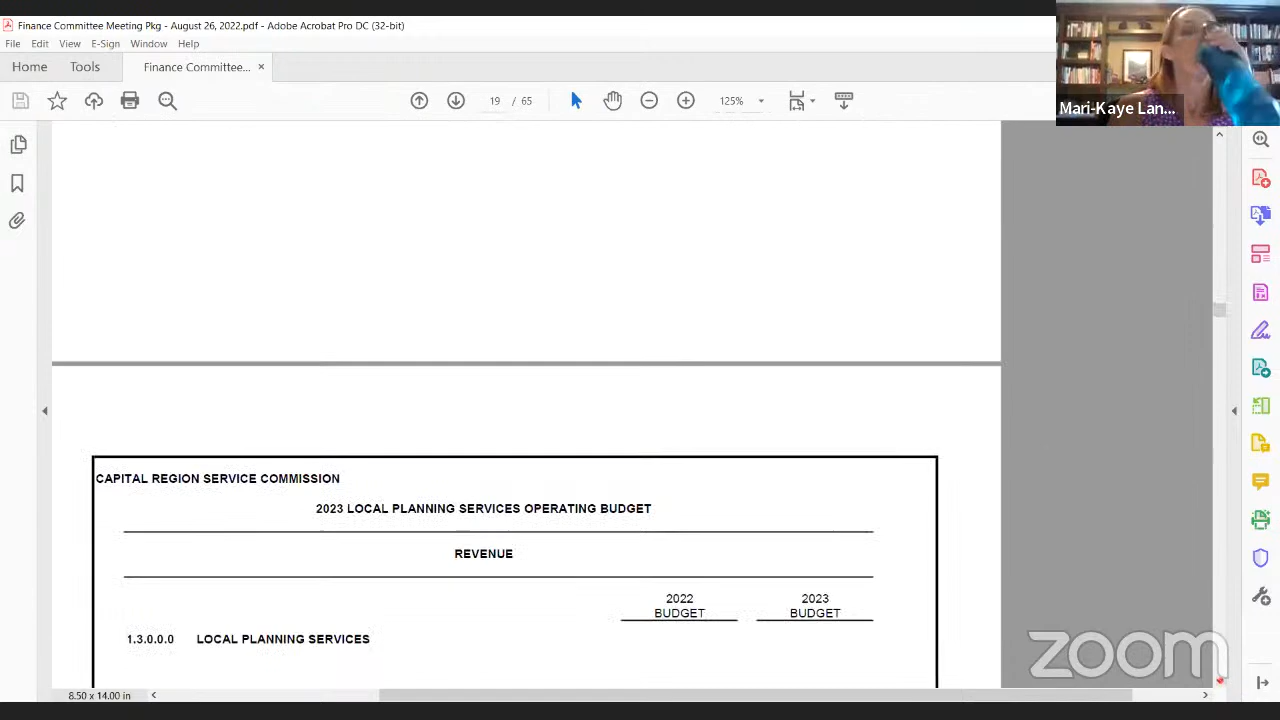 Finance Committee Meeting Pkg - August 26, 2022.pdf - Adobe Acrobat Pro DC (32-bit)
File Edit View E-Sign Window Help
Home Tools Finance Committee... ×
19 / 65 125%
Mari-Kaye Lan...
CAPITAL REGION SERVICE COMMISSION
2023 LOCAL PLANNING SERVICES OPERATING BUDGET
REVENUE
2022 2023
BUDGET BUDGET
1.3.0.0.0 LOCAL PLANNING SERVICES
zoom
8.50 x 14.00 in